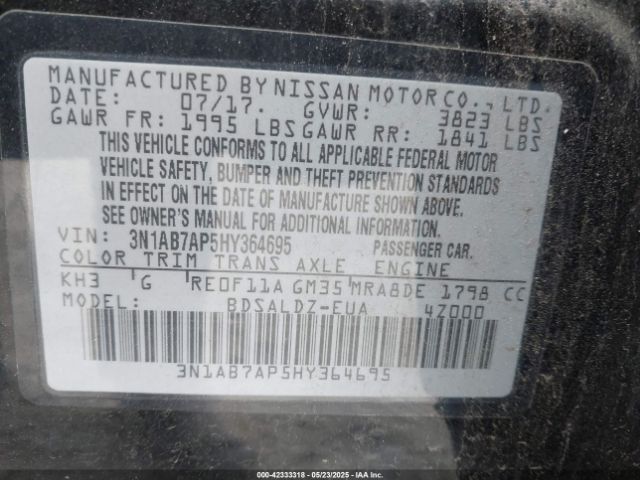 MANUFACTURED BY NISSAN MOTOR CO., LTD.
DATE: 07/17. GVWR: 3823 LBS
GAWR FR: 1995 LBS GAWR RR: 1841 LBS
THIS VEHICLE CONFORMS TO ALL APPLICABLE FEDERAL MOTOR
VEHICLE SAFETY, BUMPER AND THEFT PREVENTION STANDARDS
IN EFFECT ON THE DATE OF MANUFACTURE SHOWN ABOVE.
SEE OWNER'S MANUAL FOR ADDITIONAL INFORMATION.
VIN: 3N1AB7AP5HY364695 PASSENGER CAR.
COLOR TRIM TRANS AXLE ENGINE
KH3 G RE0F11A GM35 MRA8DE 1798 CC
MODEL: BDSALDZ-EUA 4Z000
3N1AB7AP5HY364695
000-42333318 - 05/23/2025 - IAAI.COM